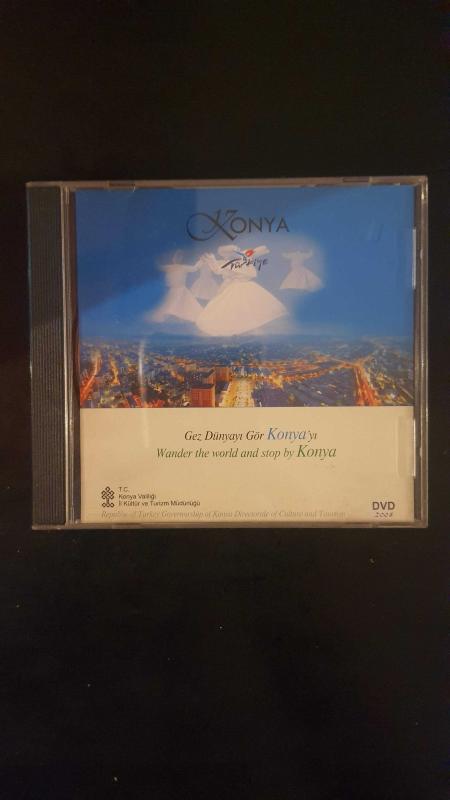 KONYA
Türkiye
Gez Dünyayı Gör Konya'yı
Wander the world and stop by Konya
T.C.
Konya Valiliği
İl Kültür ve Turizm Müdürlüğü
Republic of Turkey Governorship of Konya Directorate of Culture and Tourism
DVD
2008